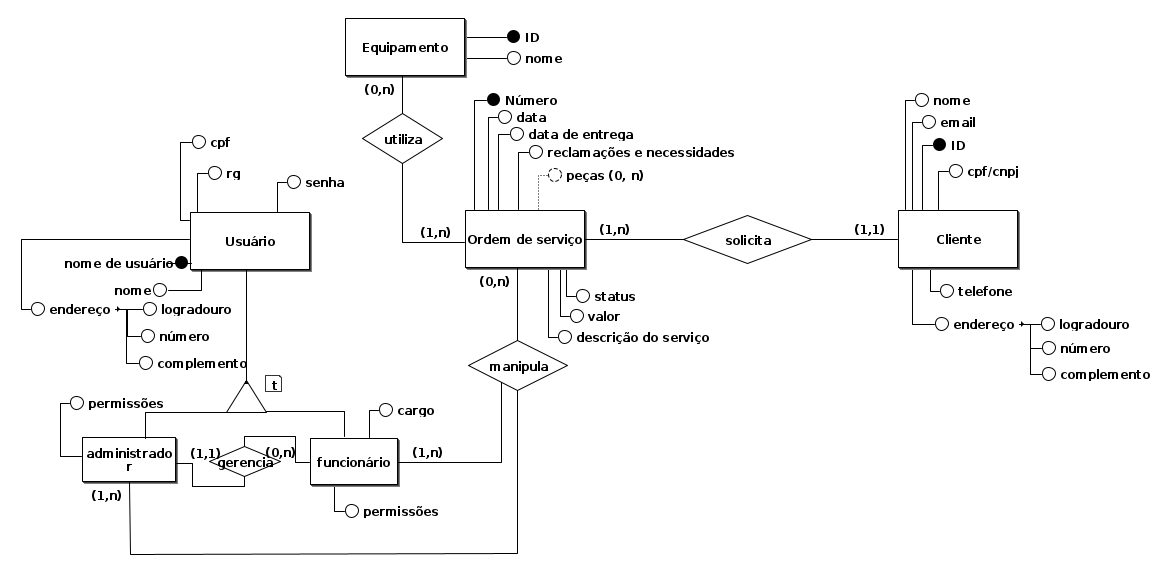 Equipamento
ID
nome
(0,n)
utiliza
(1,n)
Número
data
data de entrega
reclamações e necessidades
peças (0, n)
Ordem de serviço
(1,n)
solicita
(1,1)
nome
email
ID
cpf/cnpj
Cliente
telefone
endereço
logradouro
número
complemento
cpf
rg
senha
Usuário
nome de usuário
nome
endereço
logradouro
número
complemento
(0,n)
status
valor
descrição do serviço
manipula
t
permissões
administrado
r
(1,1)
gerencia
(0,n)
cargo
funcionário
(1,n)
(1,n)
permissões